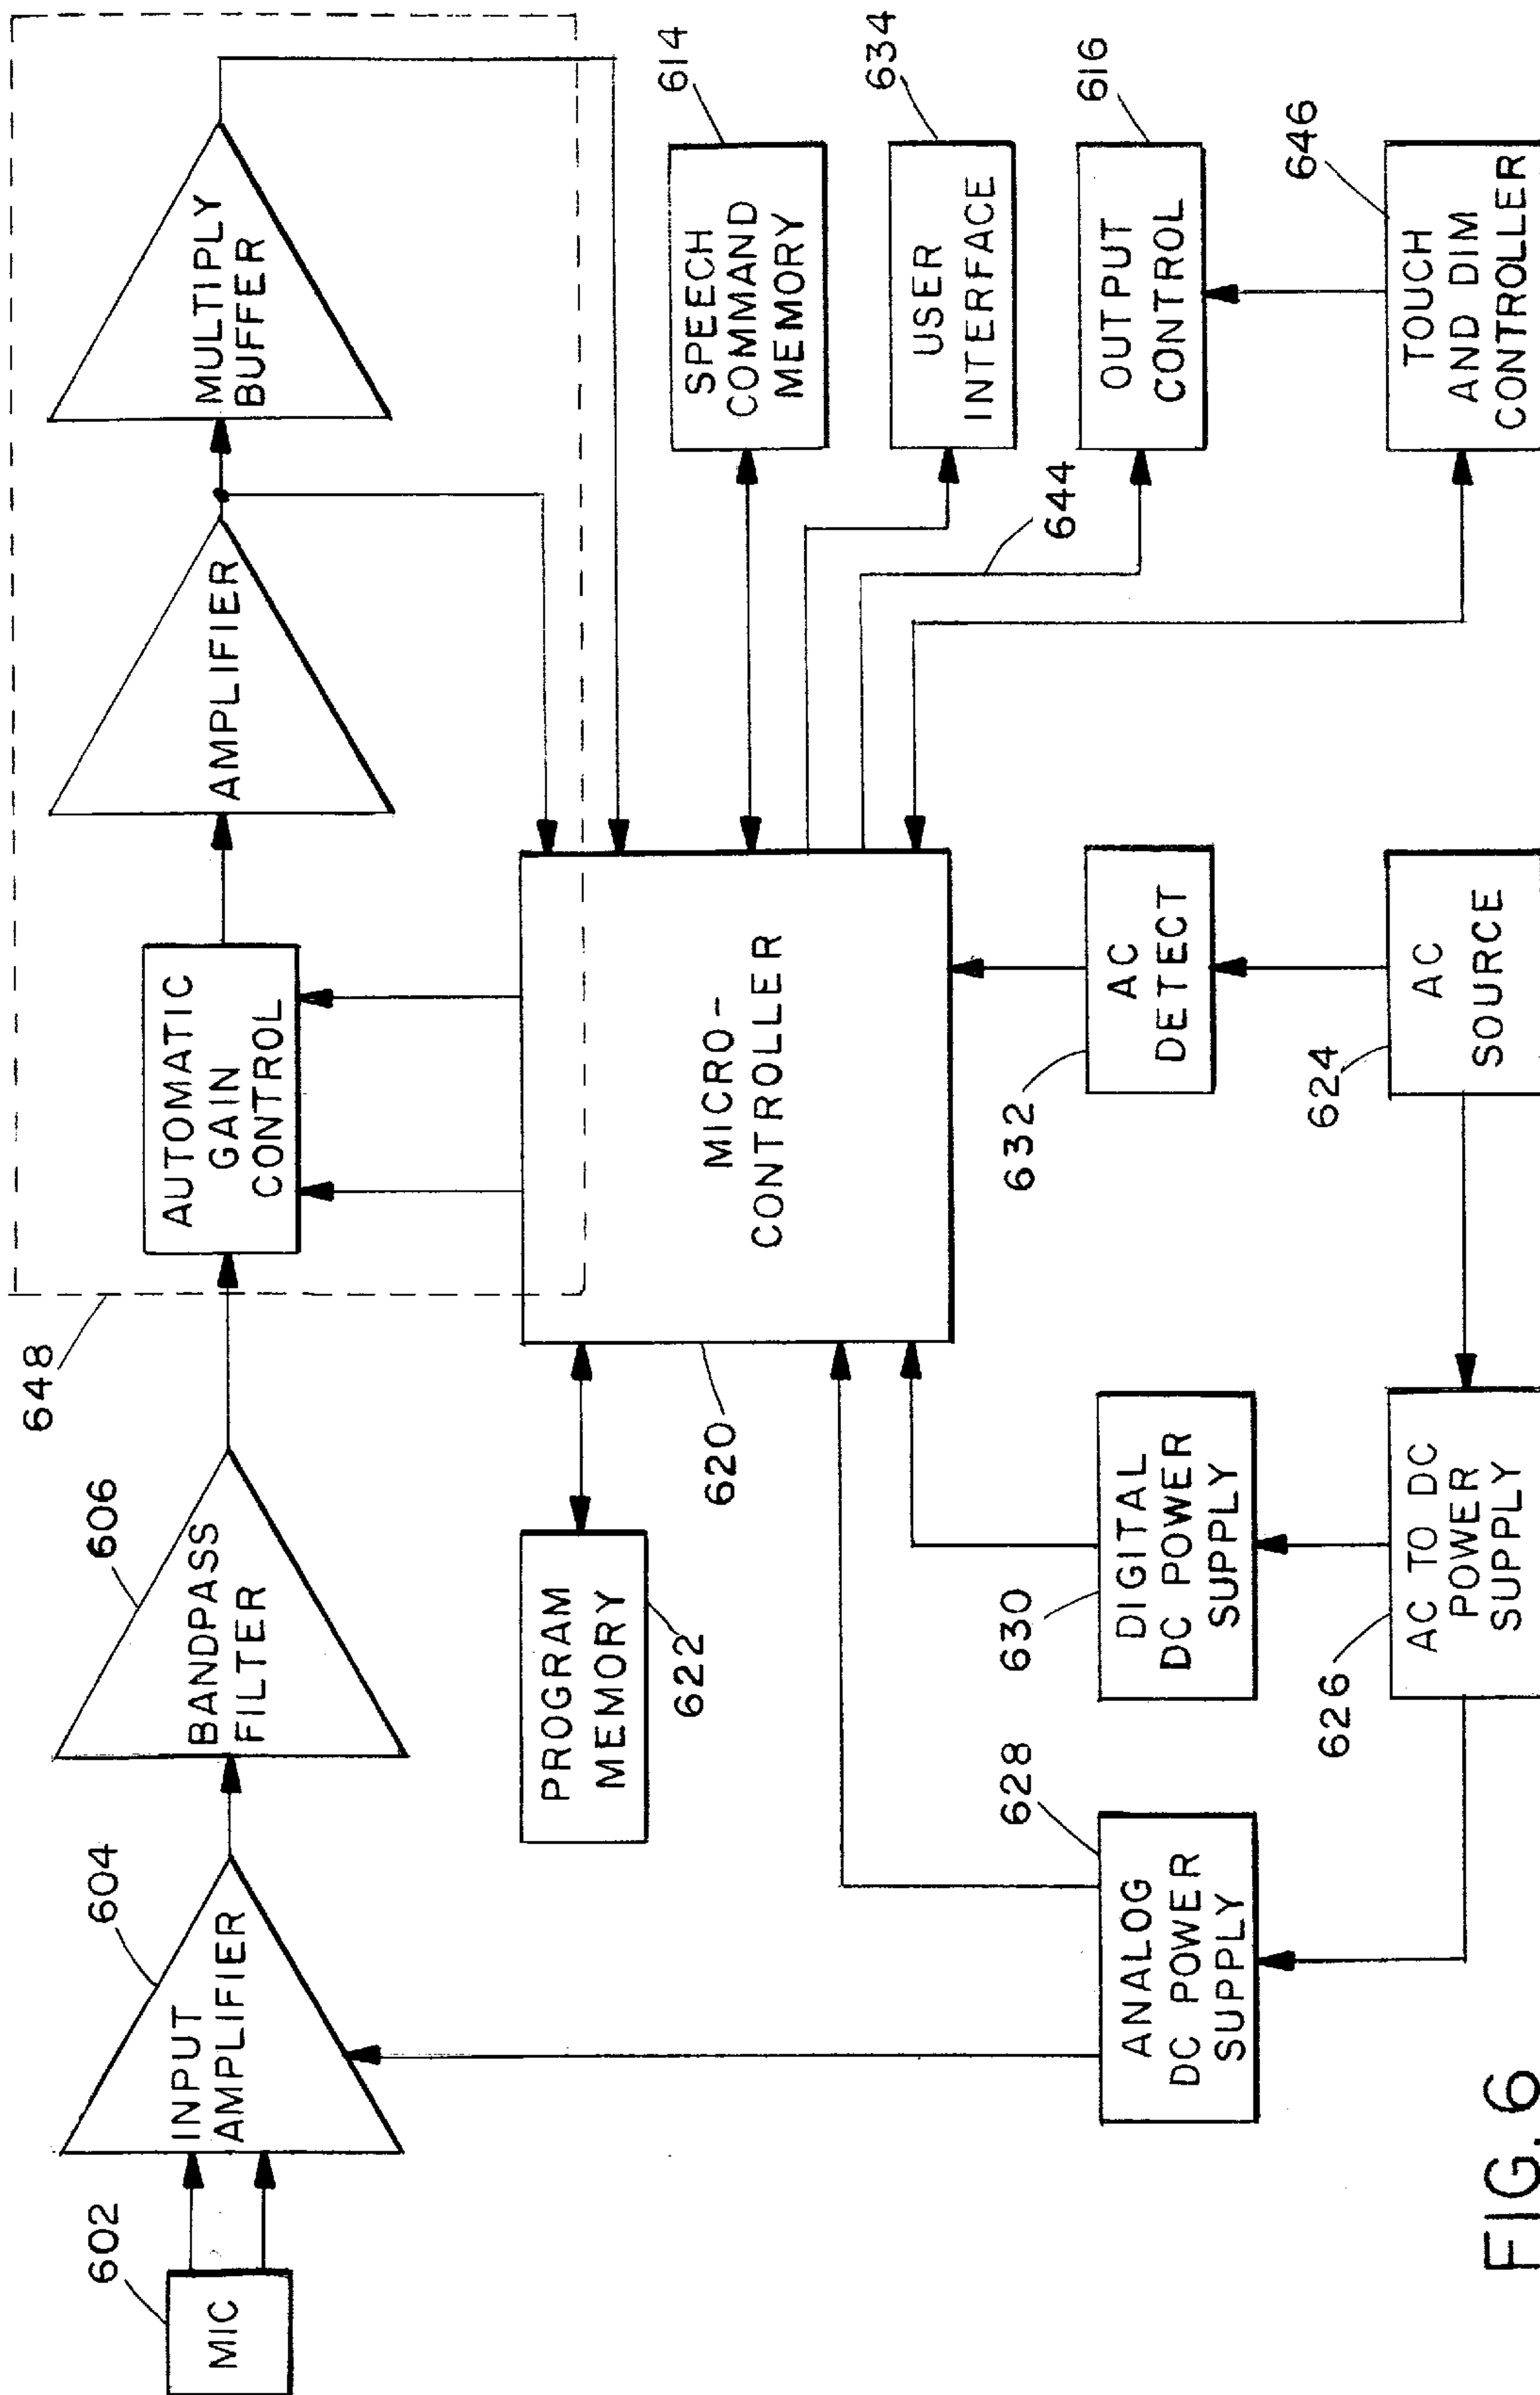 648
602
MIC
604
INPUT
AMPLIFIER
606
BANDPASS
FILTER
AUTOMATIC
GAIN
CONTROL
AMPLIFIER
MULTIPLY
BUFFER
PROGRAM
MEMORY
622
620
MICRO-
CONTROLLER
614
SPEECH
COMMAND
MEMORY
634
USER
INTERFACE
644
616
OUTPUT
CONTROL
646
TOUCH
AND DIM
CONTROLLER
628
ANALOG
DC POWER
SUPPLY
630
DIGITAL
DC POWER
SUPPLY
632
AC
DETECT
626
AC TO DC
POWER
SUPPLY
624
AC
SOURCE
FIG. 6